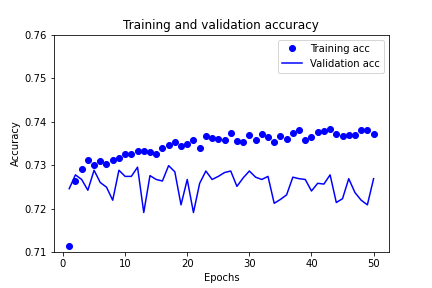 Training and validation accuracy
Training acc
Validation acc
Accuracy
0.76
0.75
0.74
0.73
0.72
0.71
0
10
20
30
40
50
Epochs